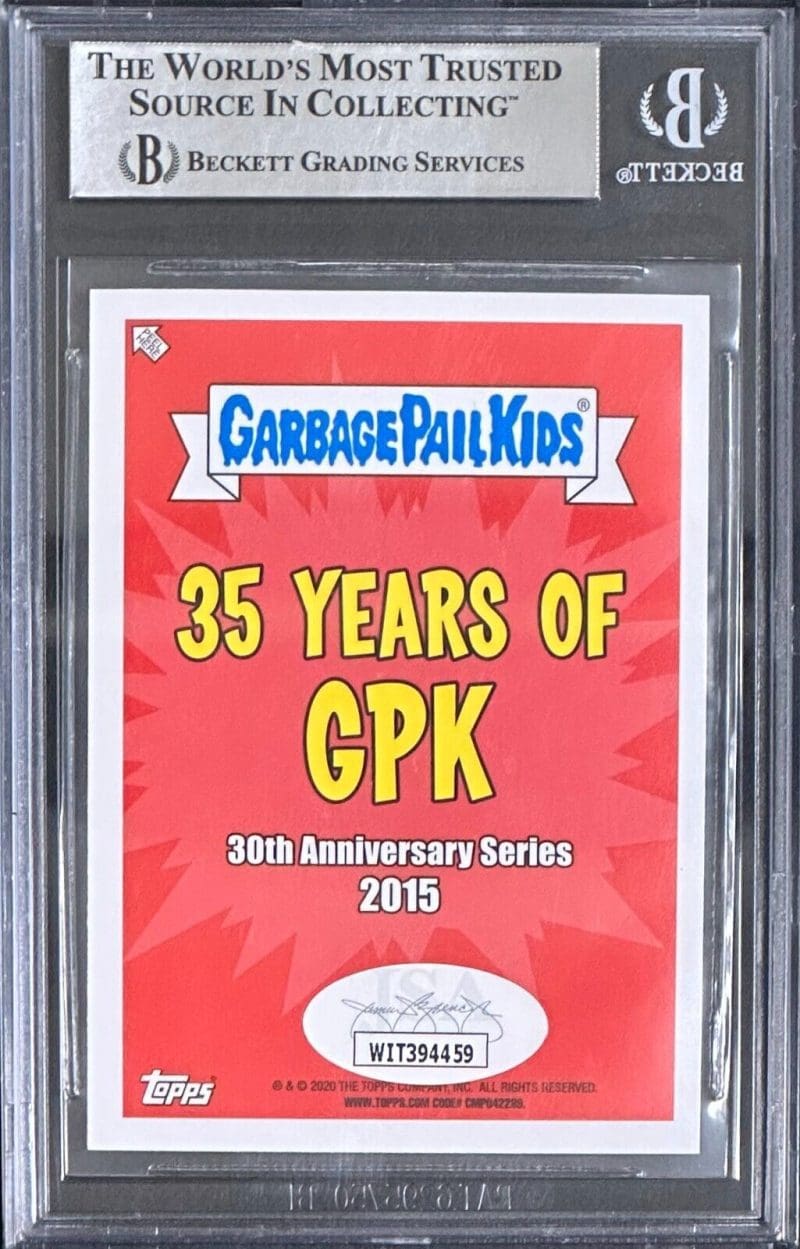 THE WORLD'S MOST TRUSTED
SOURCE IN COLLECTING™
B BECKETT GRADING SERVICES
B
BECKETT®
PEEL
HERE
GARBAGE PAIL KIDS®
35 YEARS OF
GPK
30th Anniversary Series
2015
JSA
WIT394459
topps®
® & © 2020 THE TOPPS COMPANY, INC. ALL RIGHTS RESERVED.
WWW.TOPPS.COM CODE# CMP042289.